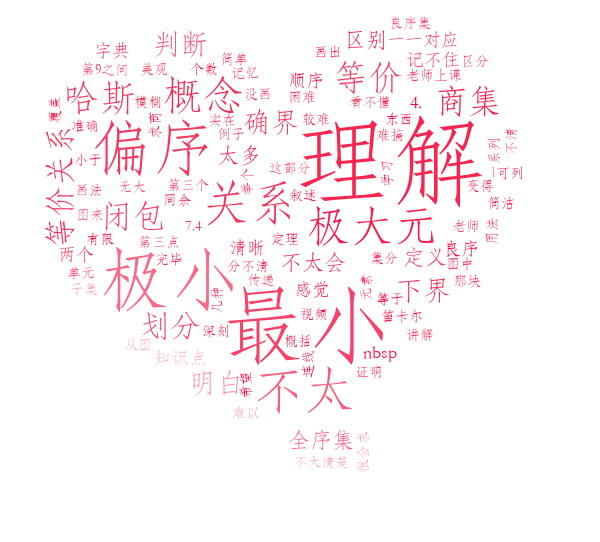 良序集
字典
判断
画出
区别一一对应
简单
记不住
区分
第9之间
美观
个数
记忆
顺序
等价
老师上课
哈斯
模糊
概念
没画
困难
看不懂
4.
商集
准确
实在
例子
确界
较难
东西
难搞
偏序
理解
不清
一系列
等价关系
小于
太多
这部分
可列
画法
无大
第三个
间余
关系
叙述
变得
简洁
图来
闭包
7.4
极大元
老师
有限
第三点
清晰
定理
两个
完毕
分不清
不太会
集分
定义
良序
图中
单元
子集
极小
传递
感觉
元素
等于
下界
那块
几种
最小
视频
笛卡尔
划分
深刻
概括
讲解
从图
知识点
nbsp
明白
不太
证明
难以
全序集
不大清楚